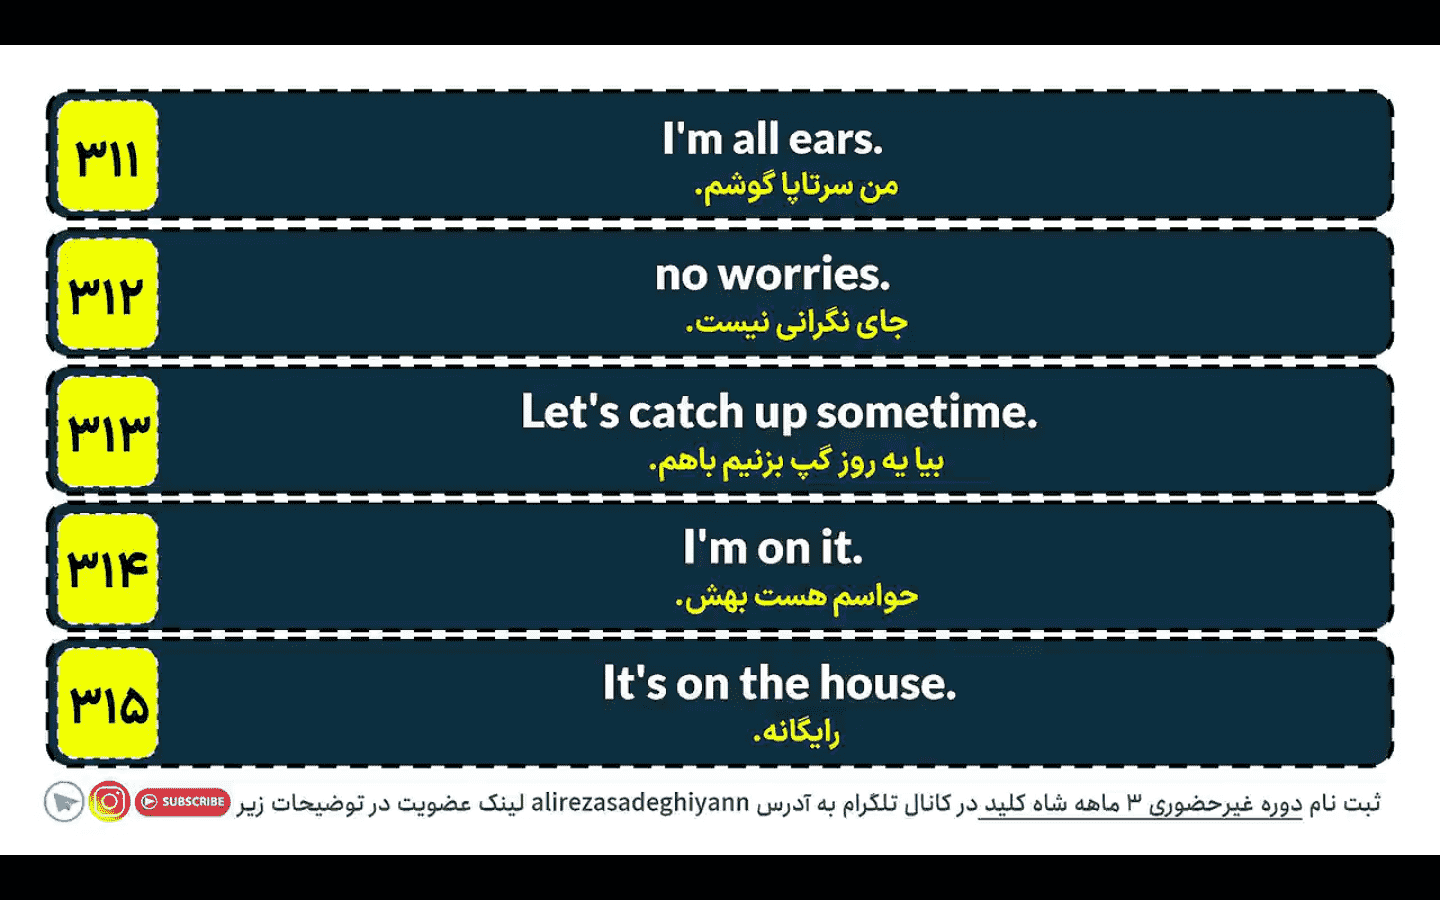 ۳۱۱
I'm all ears.
من سرتاپا گوشم.
۳۱۲
no worries.
جای نگرانی نیست.
۳۱۳
Let's catch up sometime.
بیا یه روز گپ بزنیم باهم.
۳۱۴
I'm on it.
حواسم هست بهش.
۳۱۵
It's on the house.
رایگانه.
ثبت نام دوره غیرحضوری ۳ ماهه شاه کلید در کانال تلگرام به آدرس alirezasadeghiyann لینک عضویت در توضیحات زیر SUBSCRIBE